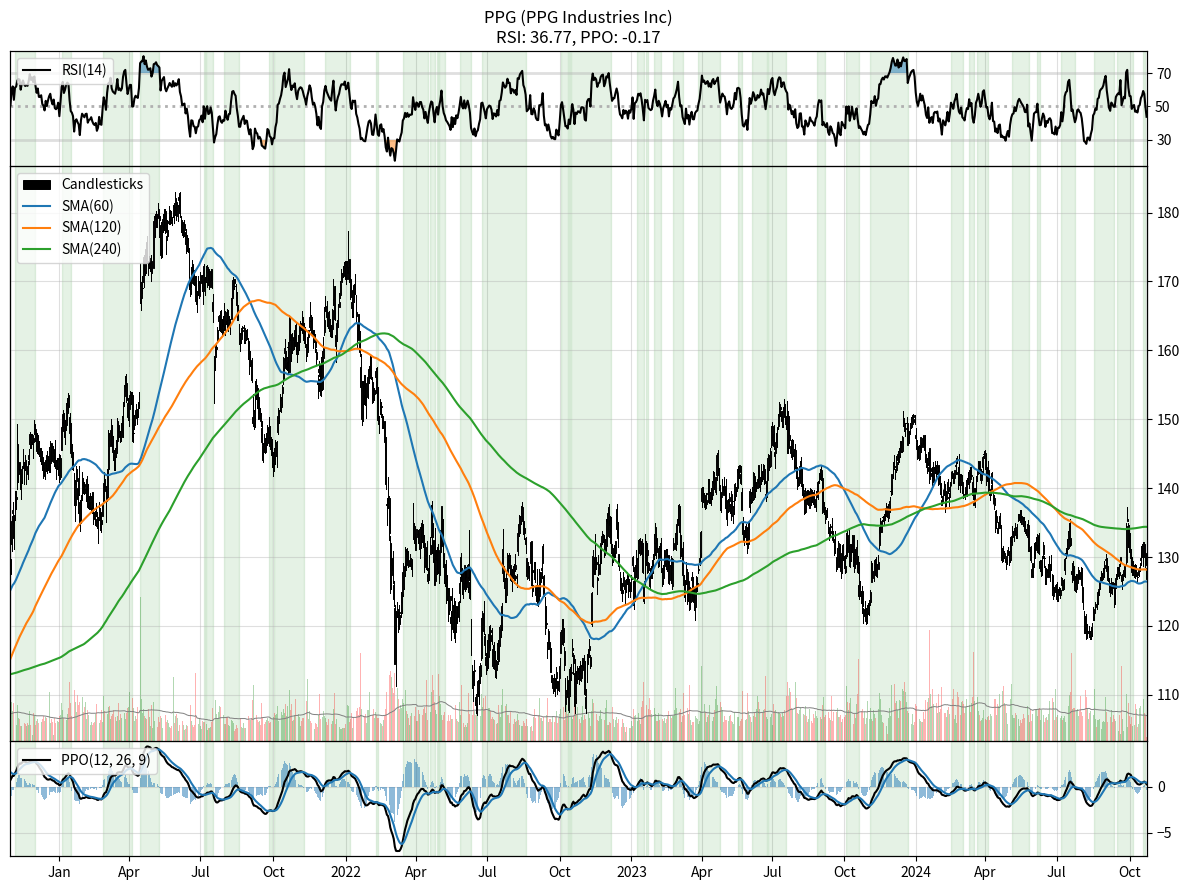 PPG (PPG Industries Inc)
RSI: 36.77, PPO: -0.17
RSI(14)
70
50
30
Candlesticks
SMA(60)
SMA(120)
SMA(240)
180
170
160
150
140
130
120
110
PPO(12, 26, 9)
0
−5
Jan Apr Jul Oct 2022 Apr Jul Oct 2023 Apr Jul Oct 2024 Apr Jul Oct